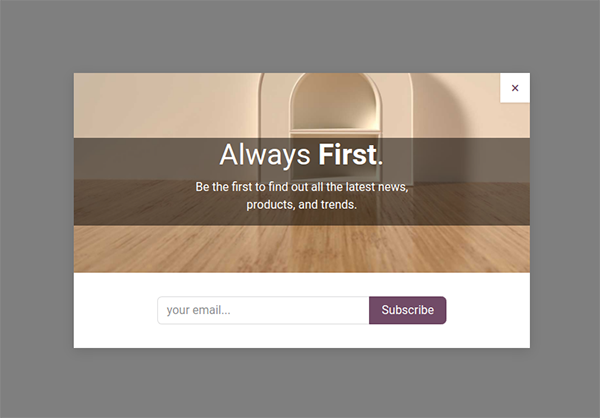 ×
Always First.
Be the first to find out all the latest news,
products, and trends.
your email...
Subscribe